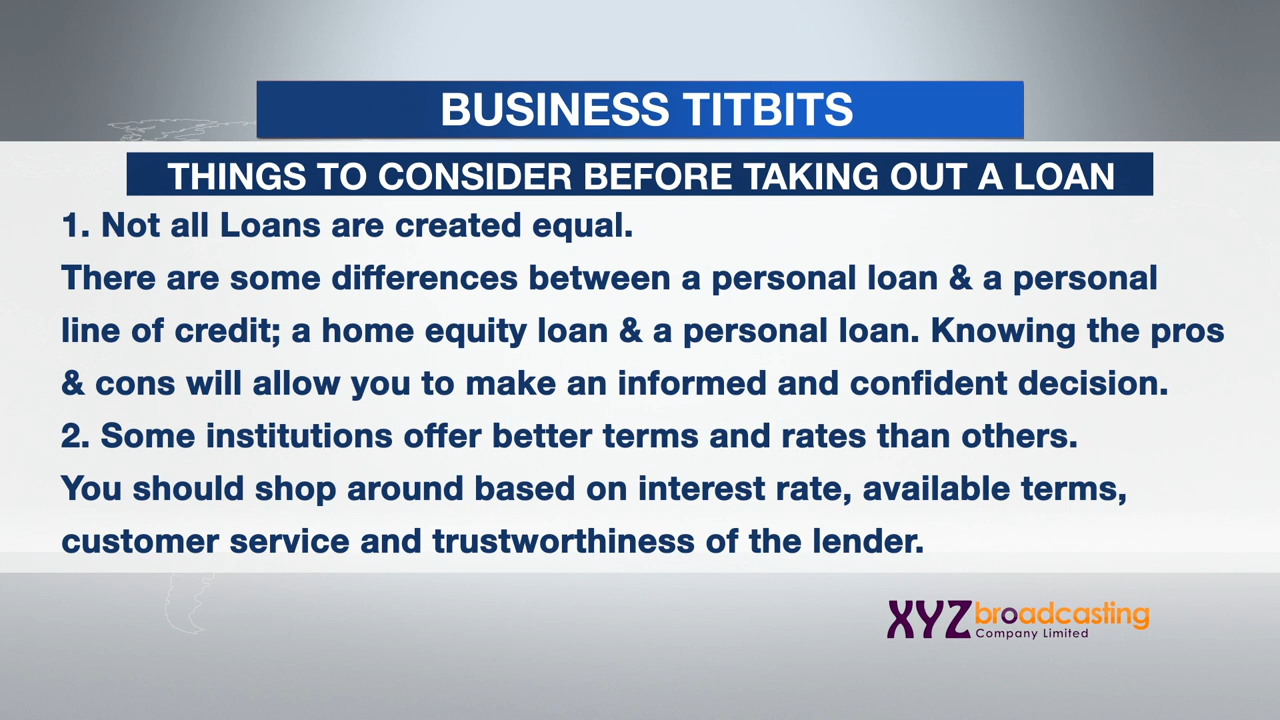 BUSINESS TITBITS
THINGS TO CONSIDER BEFORE TAKING OUT A LOAN
1. Not all Loans are created equal.
There are some differences between a personal loan & a personal
line of credit; a home equity loan & a personal loan. Knowing the pros
& cons will allow you to make an informed and confident decision.
2. Some institutions offer better terms and rates than others.
You should shop around based on interest rate, available terms,
customer service and trustworthiness of the lender.
XYZ broadcasting
Company Limited